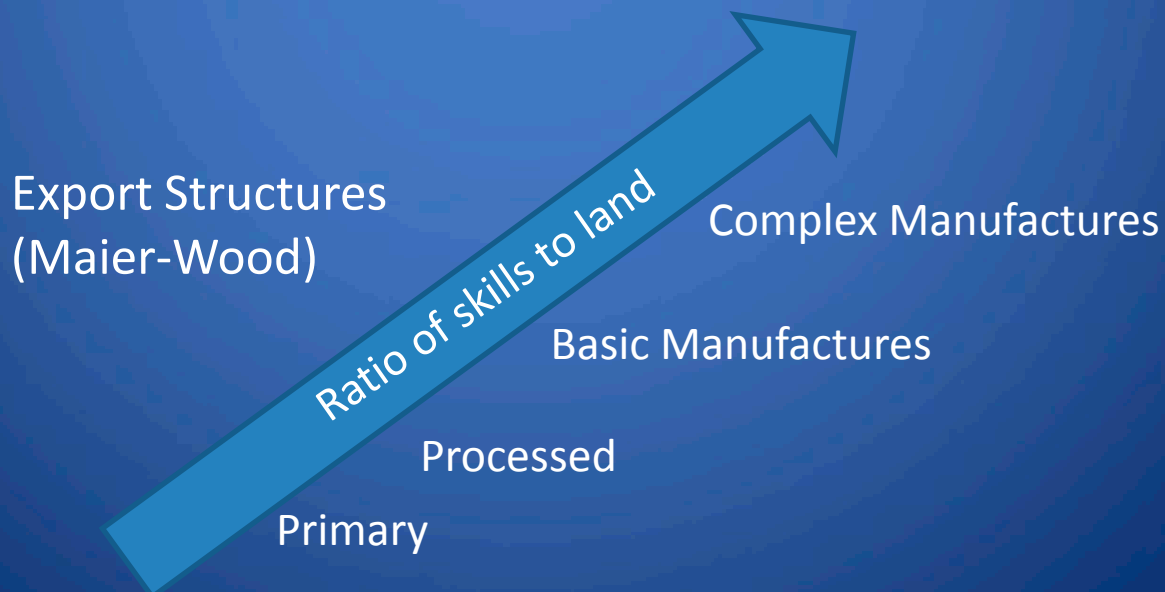 Export Structures
(Maier-Wood)
Ratio of skills to land
Complex Manufactures
Basic Manufactures
Processed
Primary